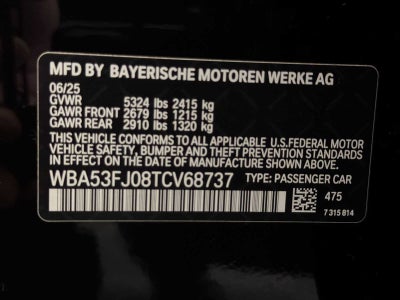 MFD BY BAYERISCHE MOTOREN WERKE AG
06/25
GVWR 5324 lbs 2415 kg
GAWR FRONT 2679 lbs 1215 kg
GAWR REAR 2910 lbs 1320 kg
THIS VEHICLE CONFORMS TO ALL APPLICABLE U.S.FEDERAL MOTOR
VEHICLE SAFETY, BUMPER AND THEFT PREVENTION STANDARDS
IN EFFECT ON THE DATE OF MANUFACTURE SHOWN ABOVE.
WBA53FJ08TCV68737 TYPE: PASSENGER CAR
475
7 315 814